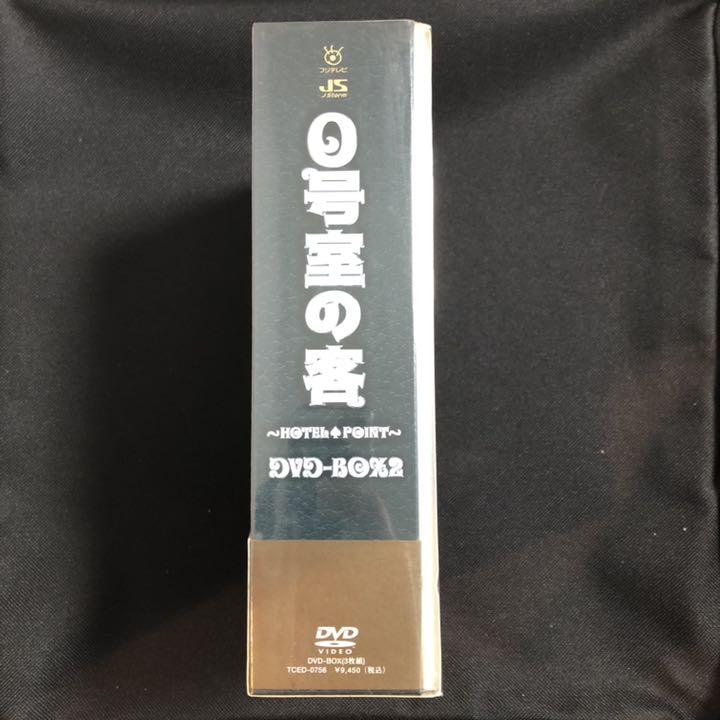 フジテレビ
JS
J Storm
0号室の客
～HOTEL♠POINT～
DVD-BOX2
DVD
VIDEO
DVD-BOX(3枚組)
TCED-0756 ￥9,450（税込）